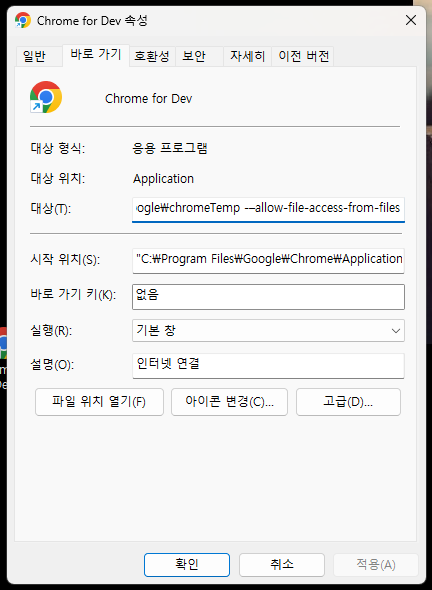 Chrome for Dev 속성
일반 바로 가기 호환성 보안 자세히 이전 버전
Chrome for Dev
대상 형식: 응용 프로그램
대상 위치: Application
대상(T): ogle₩chromeTemp --allow-file-access-from-files
시작 위치(S): "C:₩Program Files₩Google₩Chrome₩Application
바로 가기 키(K): 없음
실행(R): 기본 창
설명(O): 인터넷 연결
파일 위치 열기(F) 아이콘 변경(C)... 고급(D)...
확인 취소 적용(A)